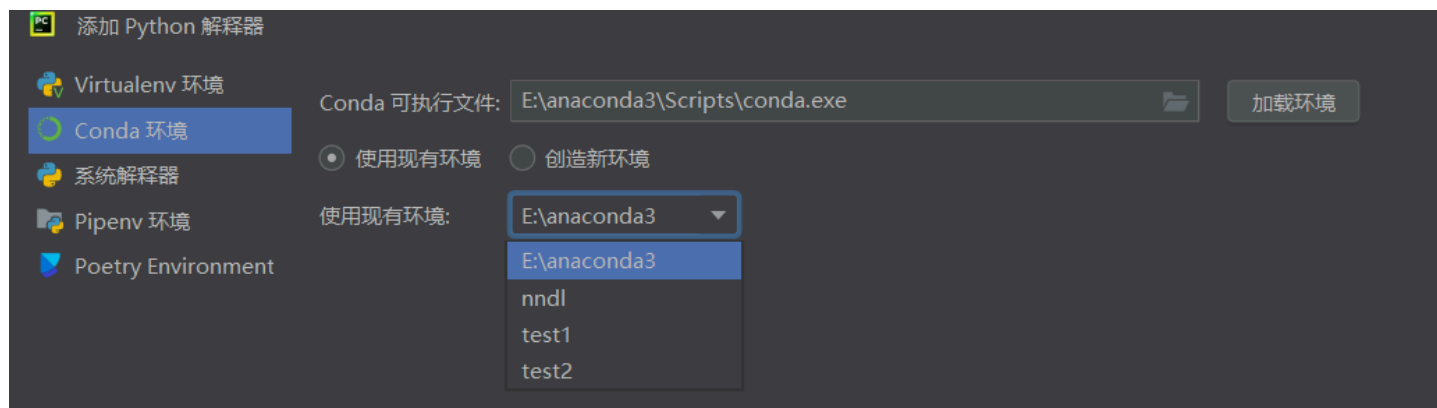 添加 Python 解释器
Virtualenv 环境
Conda 环境
系统解释器
Pipenv 环境
Poetry Environment
Conda 可执行文件: E:\anaconda3\Scripts\conda.exe 加载环境
使用现有环境 创造新环境
使用现有环境: E:\anaconda3
E:\anaconda3
nndl
test1
test2